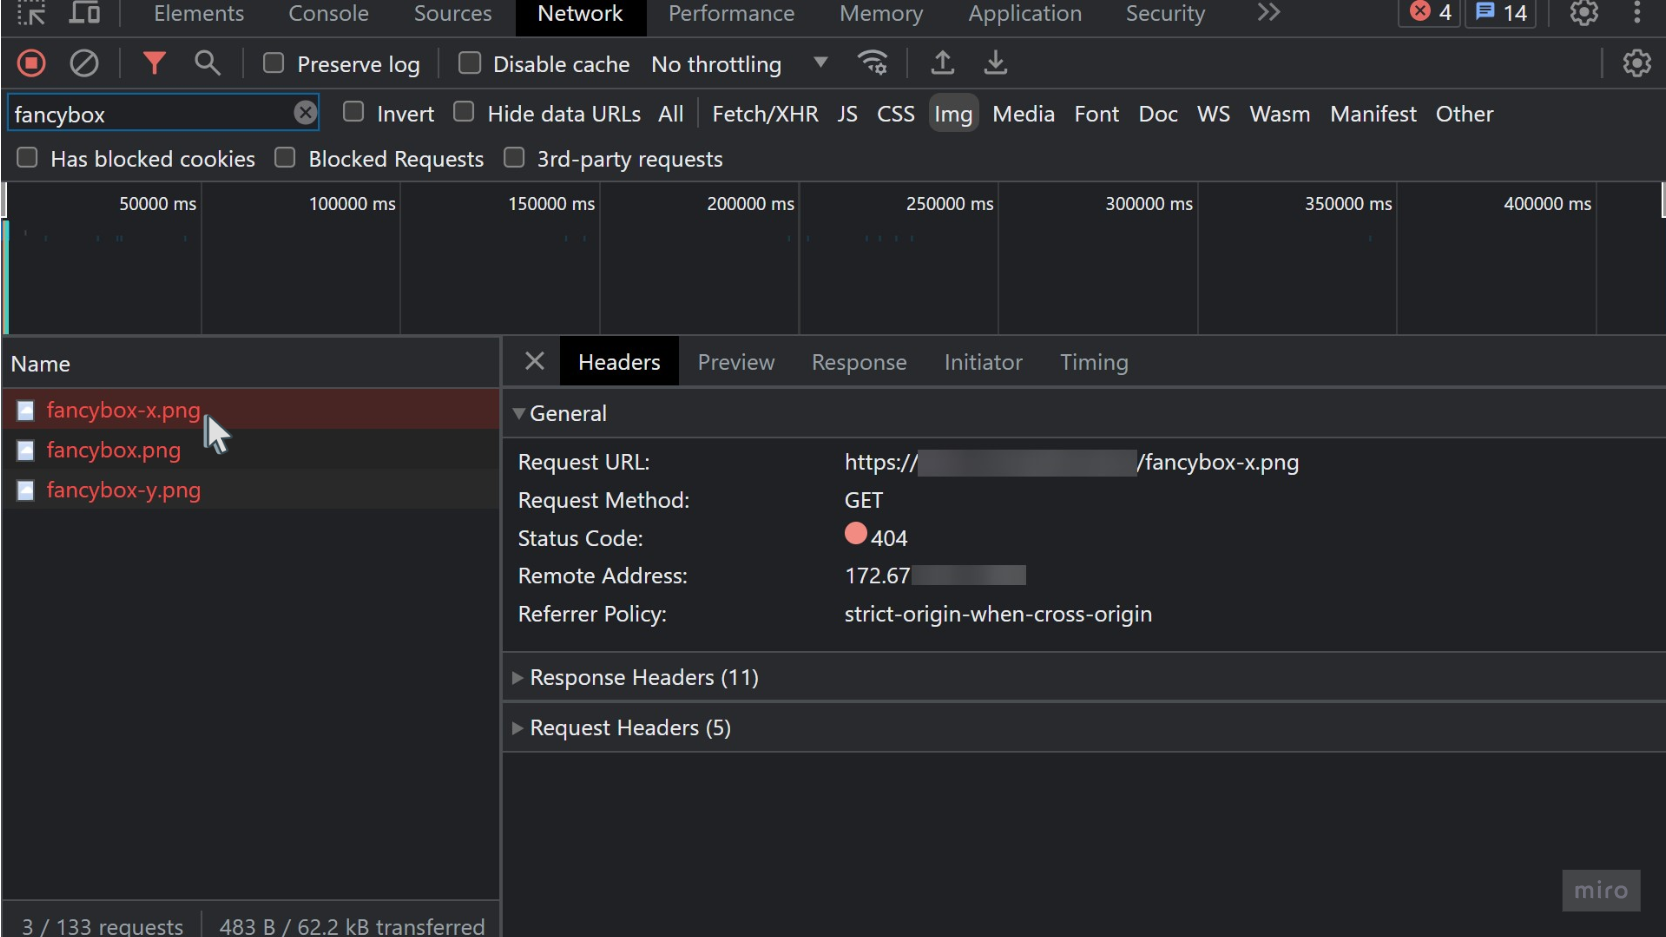 Elements Console Sources Network Performance Memory Application Security 4 14
Preserve log Disable cache No throttling
fancybox Invert Hide data URLs All Fetch/XHR JS CSS Img Media Font Doc WS Wasm Manifest Other
Has blocked cookies Blocked Requests 3rd-party requests
50000 ms 100000 ms 150000 ms 200000 ms 250000 ms 300000 ms 350000 ms 400000 ms
Name
fancybox-x.png
fancybox.png
fancybox-y.png
3 / 133 requests 483 B / 62.2 kB transferred
Headers Preview Response Initiator Timing
General
Request URL: https:// /fancybox-x.png
Request Method: GET
Status Code: 404
Remote Address: 172.67
Referrer Policy: strict-origin-when-cross-origin
Response Headers (11)
Request Headers (5)
miro